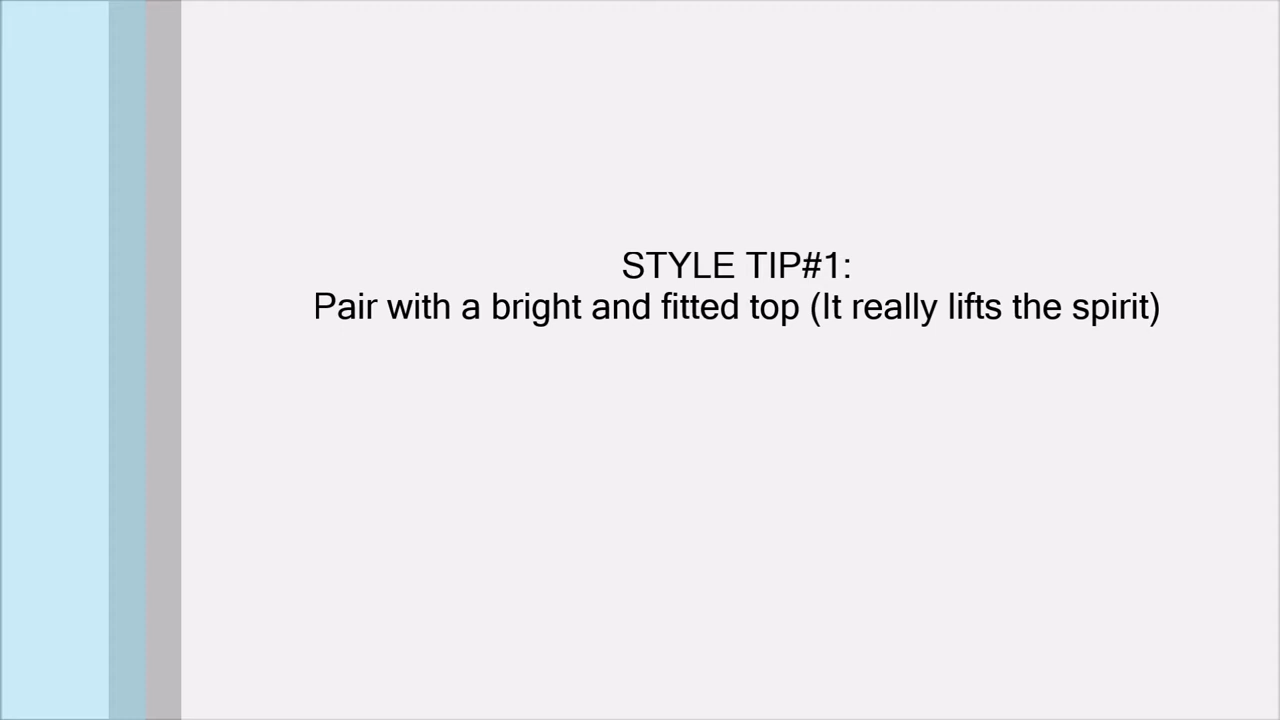 STYLE TIP#1:
Pair with a bright and fitted top (It really lifts the spirit)